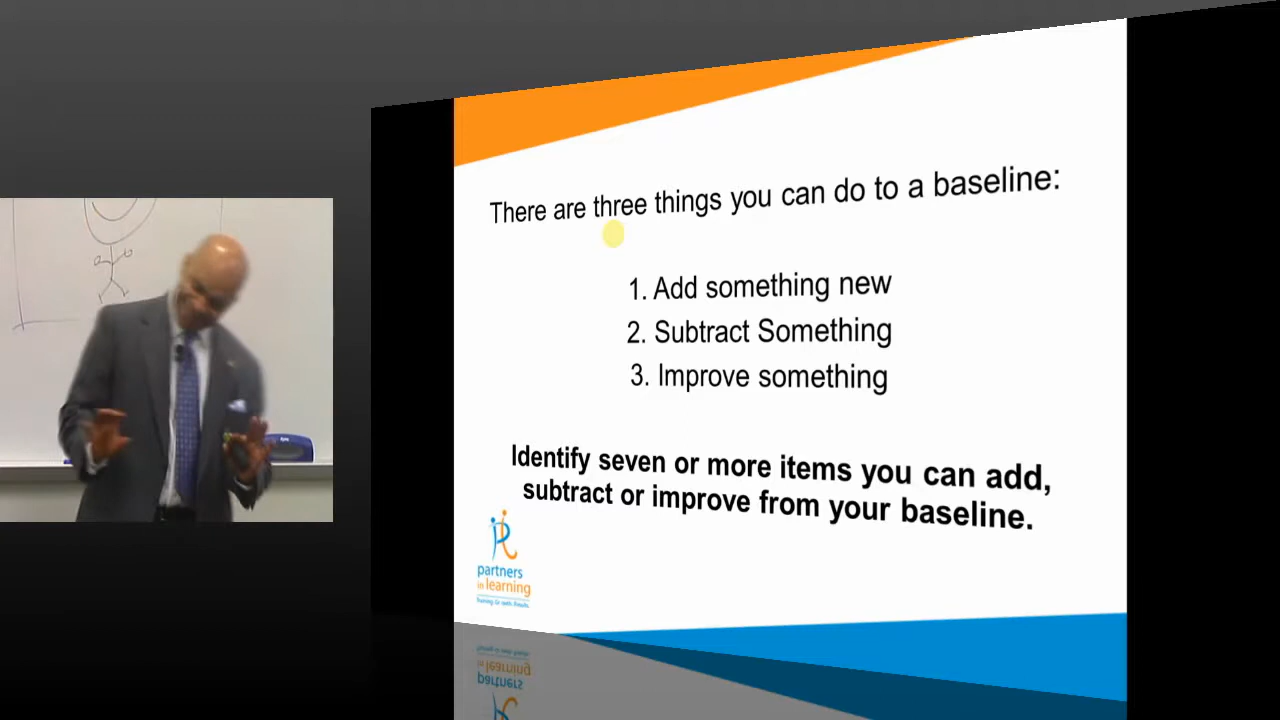 There are three things you can do to a baseline:
1. Add something new
2. Subtract Something
3. Improve something
Identify seven or more items you can add,
subtract or improve from your baseline.
partners
in learning